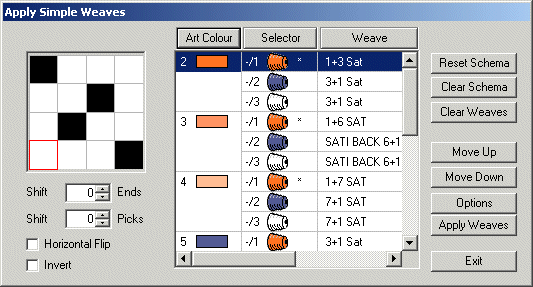 Apply Simple Weaves
Art Colour Selector Weave
2 -/1 * 1+3 Sat
-/2 3+1 Sat
-/3 3+1 Sat
3 -/1 * 1+6 SAT
-/2 SATI BACK 6+1
-/3 SATI BACK 6+1
4 -/1 * 1+7 SAT
-/2 7+1 SAT
-/3 7+1 SAT
5 -/1 3+1 Sat
Shift 0 Ends
Shift 0 Picks
Horizontal Flip
Invert
Reset Schema
Clear Schema
Clear Weaves
Move Up
Move Down
Options
Apply Weaves
Exit